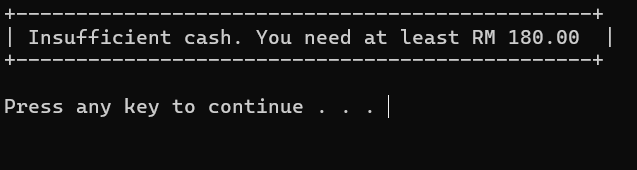 +------------------------------------------------+
| Insufficient cash. You need at least RM 180.00  |
+------------------------------------------------+
Press any key to continue . . .